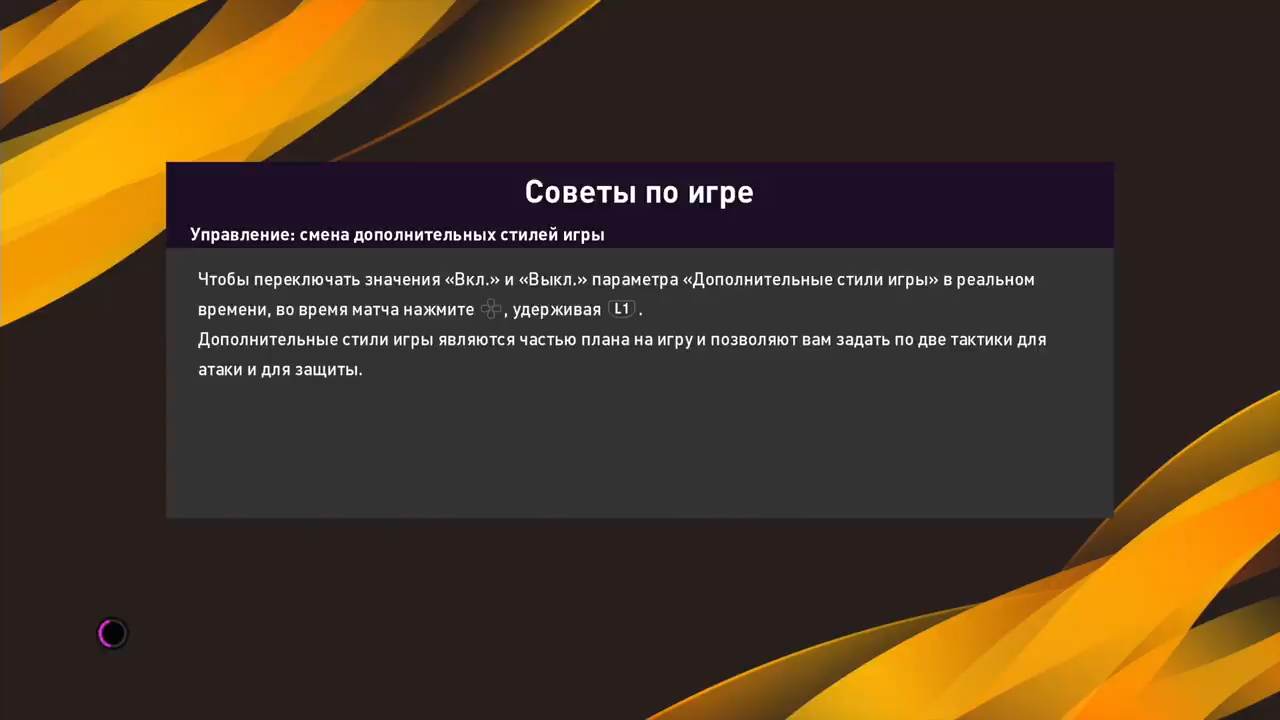 Советы по игре
Управление: смена дополнительных стилей игры
Чтобы переключать значения «Вкл.» и «Выкл.» параметра «Дополнительные стили игры» в реальном
времени, во время матча нажмите , удерживая L1 .
Дополнительные стили игры являются частью плана на игру и позволяют вам задать по две тактики для
атаки и для защиты.